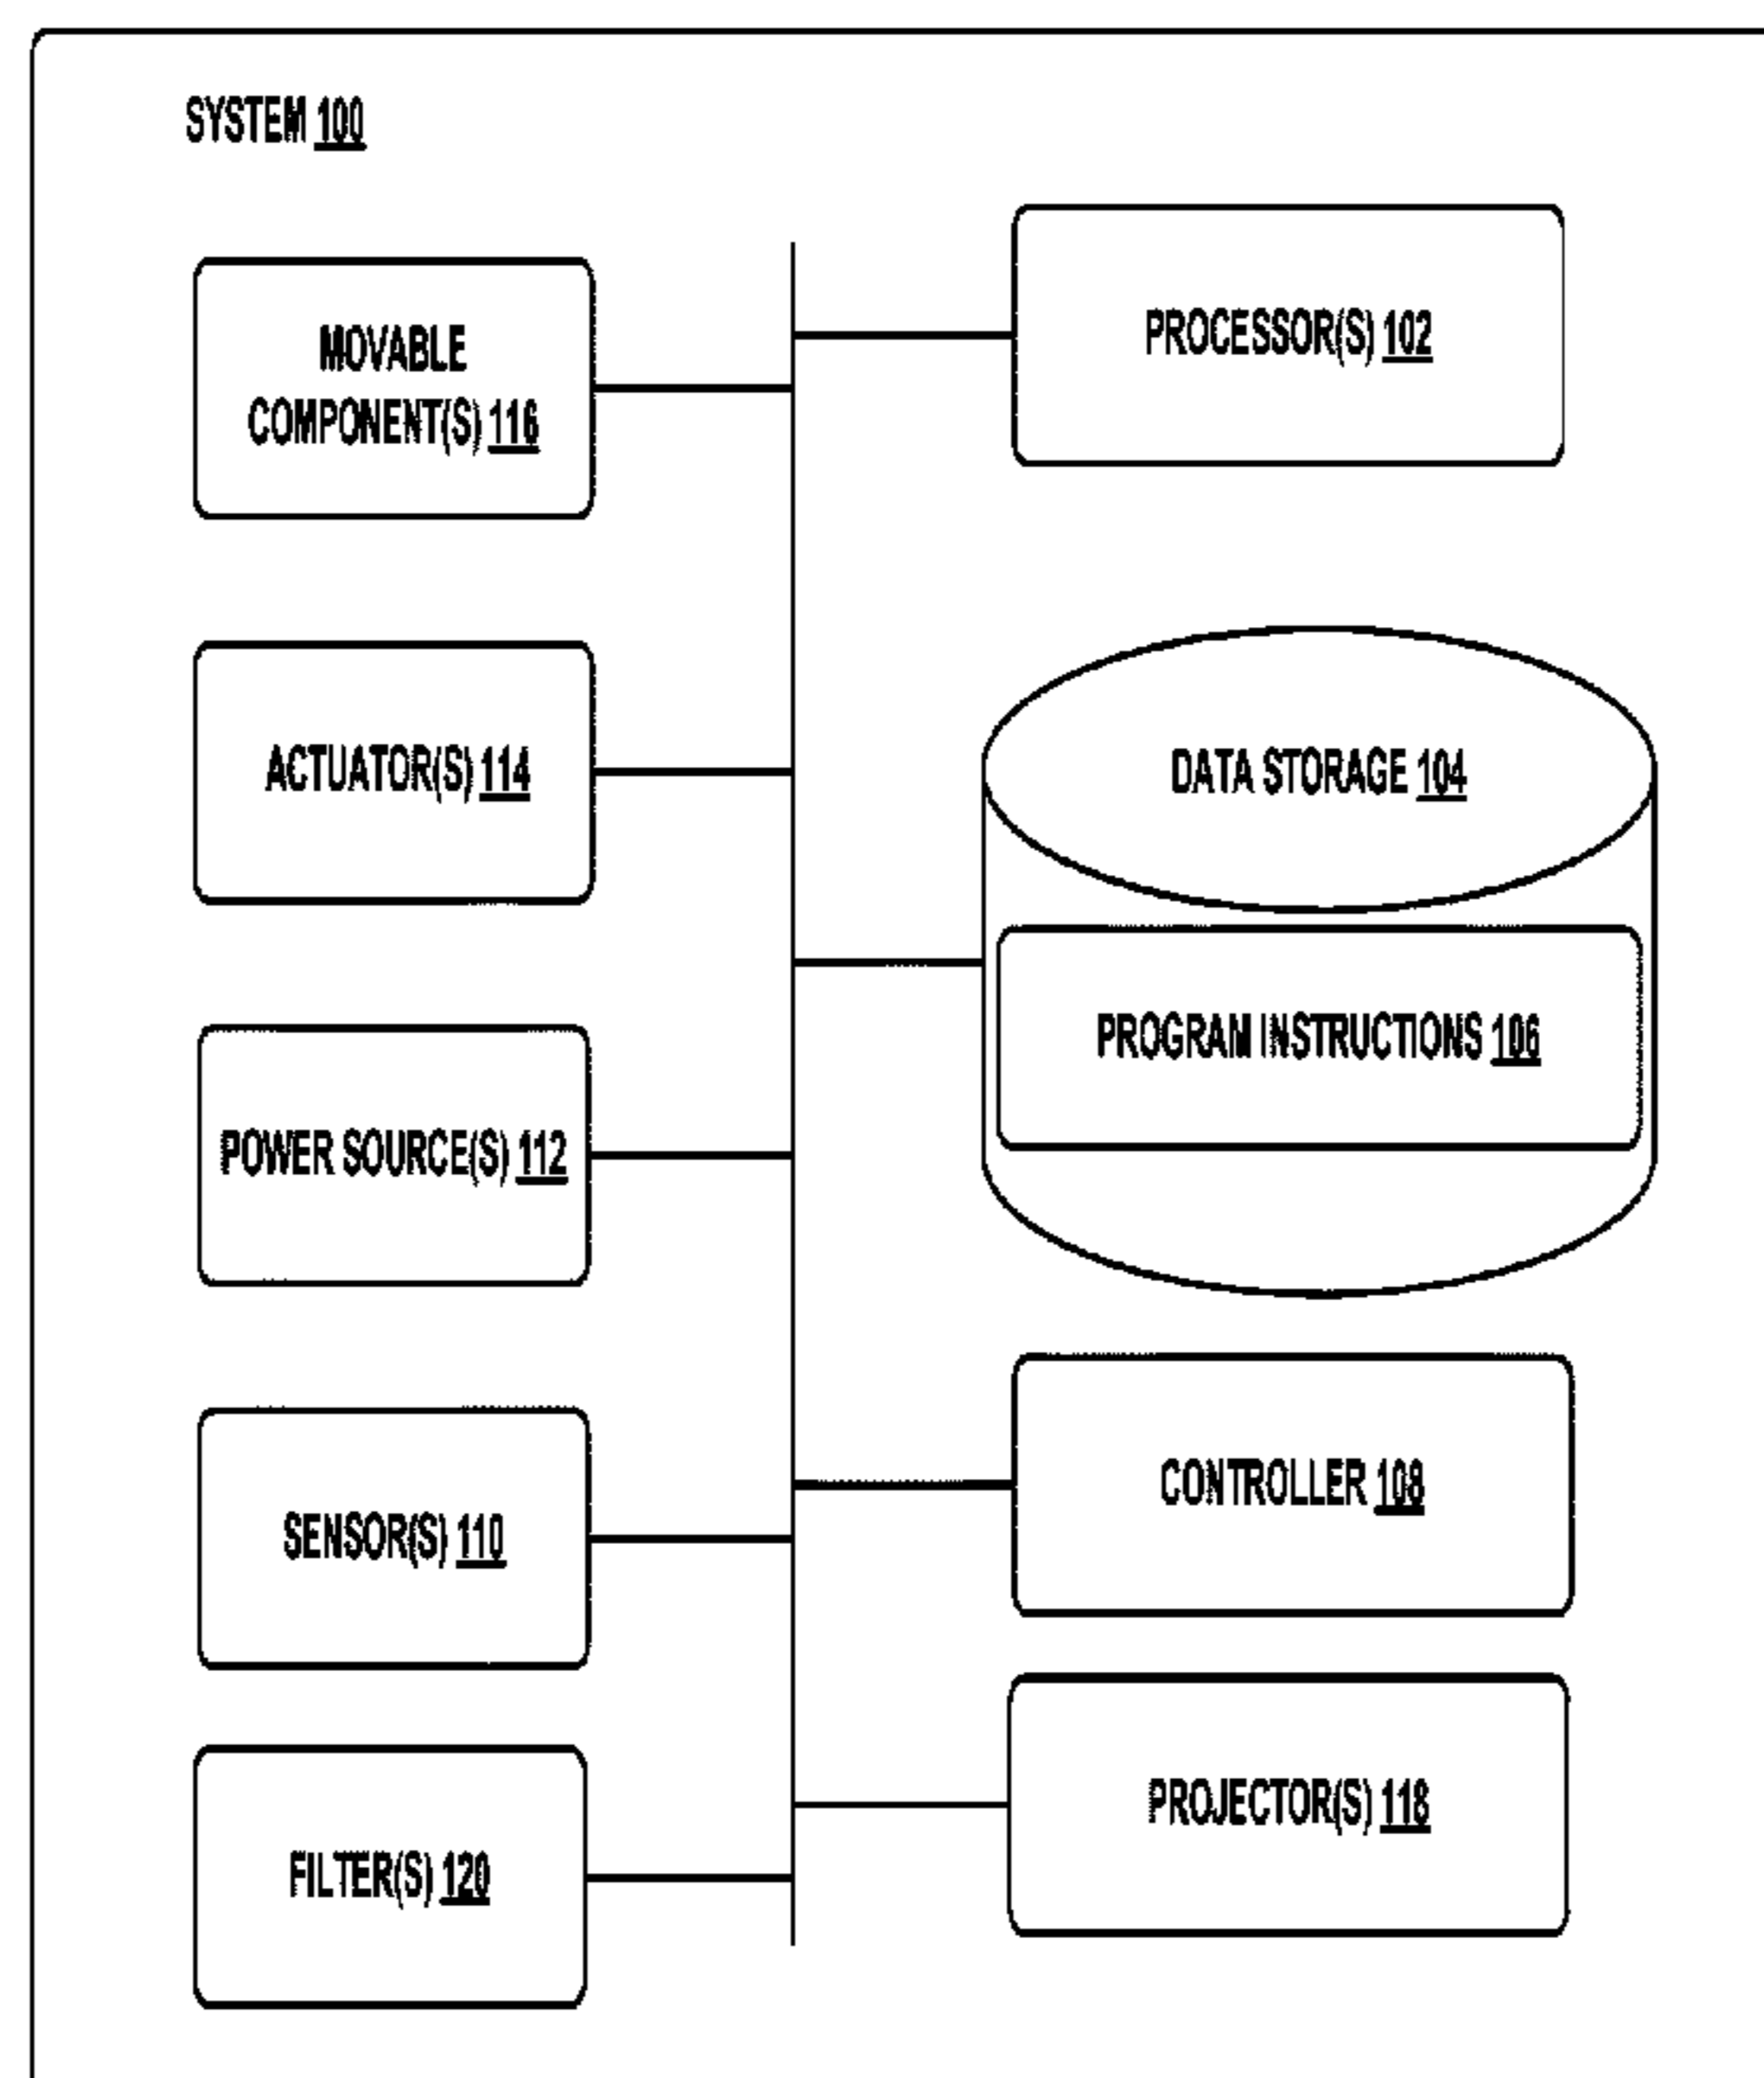 SYSTEM 100
MOVABLE
COMPONENT(S) 116
ACTUATOR(S) 114
POWER SOURCE(S) 112
SENSOR(S) 110
FILTER(S) 120
PROCESSOR(S) 102
DATA STORAGE 104
PROGRAM INSTRUCTIONS 106
CONTROLLER 108
PROJECTOR(S) 118